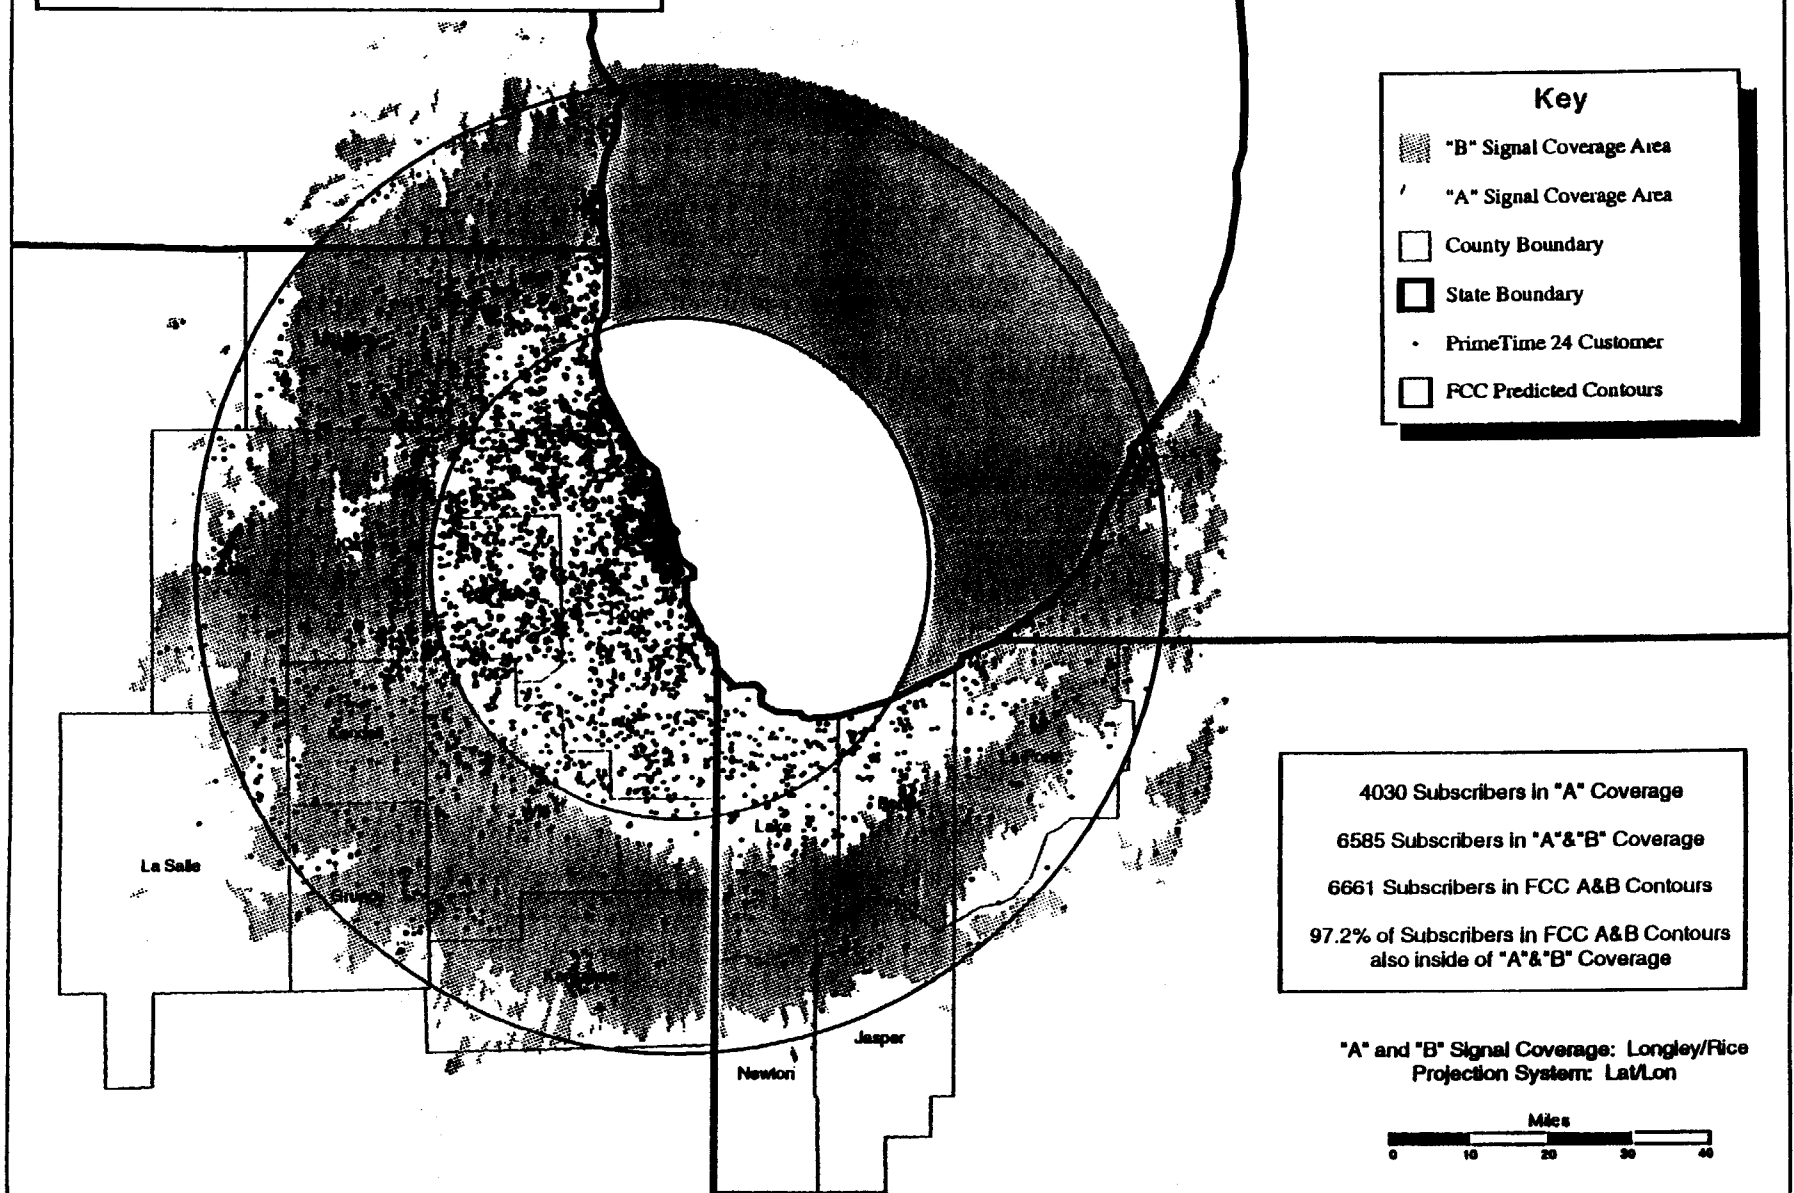 Key
"B" Signal Coverage Area
"A" Signal Coverage Area
County Boundary
State Boundary
PrimeTime 24 Customer
FCC Predicted Contours
Kendall
La Salle
Grundy
Lake
Jasper
Newton
4030 Subscribers in "A" Coverage
6585 Subscribers in "A"&"B" Coverage
6661 Subscribers in FCC A&B Contours
97.2% of Subscribers in FCC A&B Contours
also inside of "A"&"B" Coverage
"A" and "B" Signal Coverage: Longley/Rice
Projection System: Lat/Lon
Miles
0 10 20 30 40